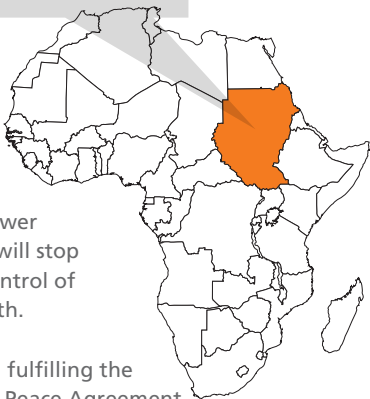 wer
will stop
ntrol of
th.
fulfilling the
Peace Agreement